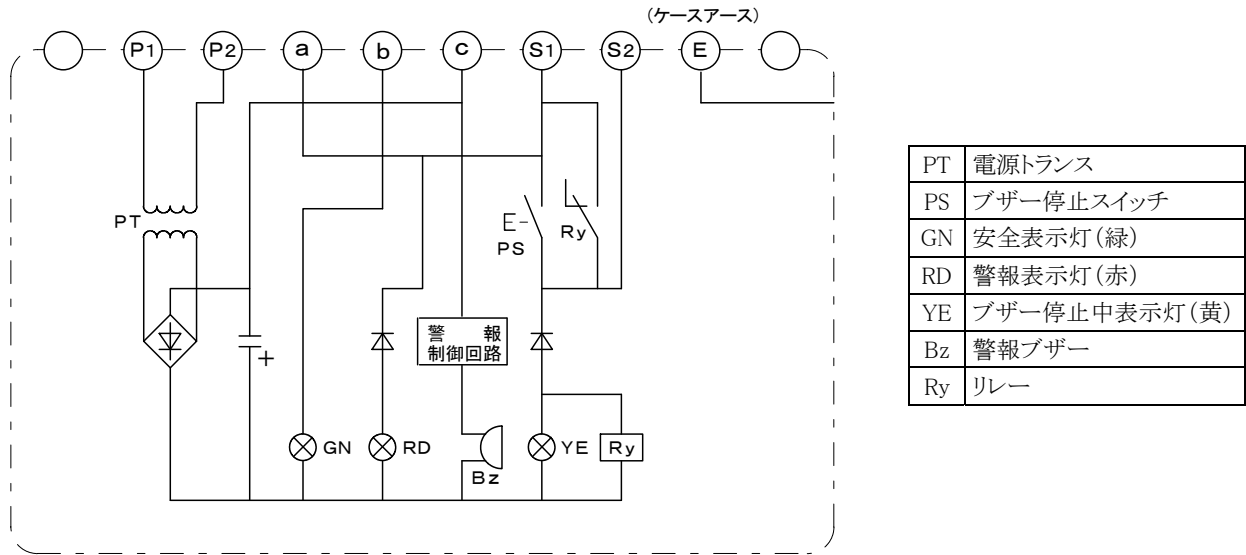 (ケースアース)
P1 P2 a b c S1 S2 E
PT
E-
PS
Ry
警 報
制御回路
GN
RD
Bz
YE
Ry
+
PT 電源トランス
PS ブザー停止スイッチ
GN 安全表示灯(緑)
RD 警報表示灯(赤)
YE ブザー停止中表示灯(黄)
Bz 警報ブザー
Ry リレー